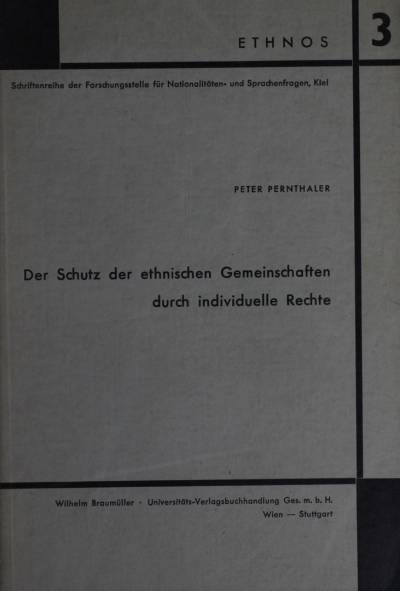 ETHNOS 3
Schriftenreihe der Forschungsstelle für Nationalitäten- und Sprachenfragen, Kiel
PETER PERNTHALER
Der Schutz der ethnischen Gemeinschaften
durch individuelle Rechte
Wilhelm Braumüller · Universitäts-Verlagsbuchhandlung Ges. m. b. H.
Wien — Stuttgart